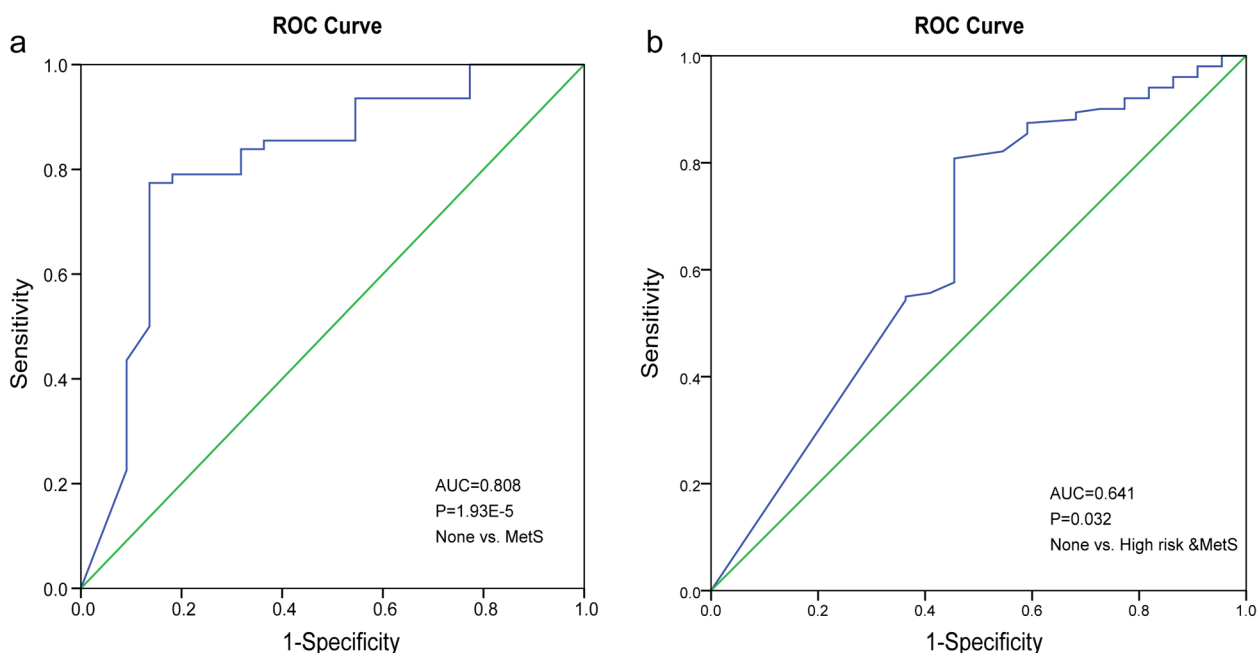 a
ROC Curve
1.0
0.8
0.6
0.4
0.2
0.0
Sensitivity
0.0 0.2 0.4 0.6 0.8 1.0
1-Specificity
AUC=0.808
P=1.93E-5
None vs. MetS
b
ROC Curve
1.0
0.8
0.6
0.4
0.2
0.0
Sensitivity
0.0 0.2 0.4 0.6 0.8 1.0
1-Specificity
AUC=0.641
P=0.032
None vs. High risk &MetS